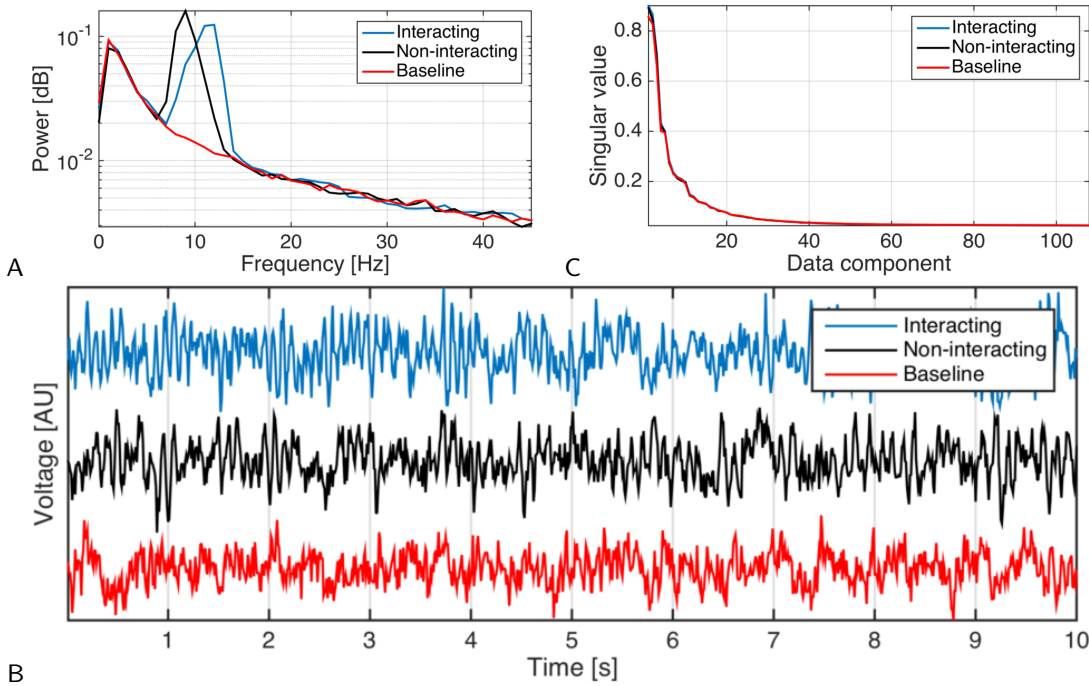 Power [dB]
10^-1
10^-2
Interacting
Non-interacting
Baseline
0
10
20
30
40
Frequency [Hz]
A
Singular value
0.8
0.6
0.4
0.2
Interacting
Non-interacting
Baseline
20
40
60
80
100
Data component
C
Voltage [AU]
Interacting
Non-interacting
Baseline
1
2
3
4
5
6
7
8
9
10
Time [s]
B